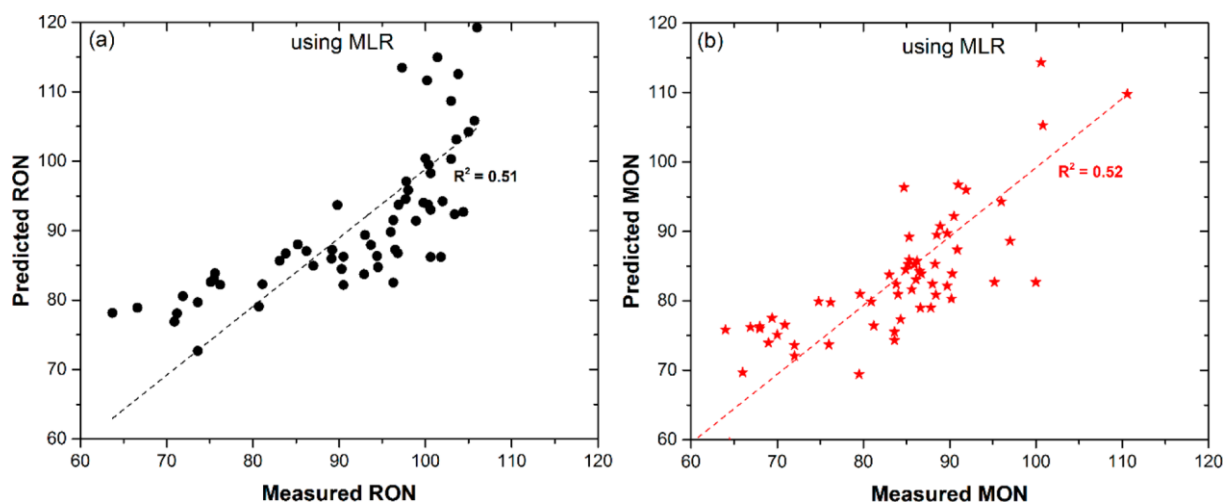 (a)
using MLR
120
110
100
90
80
70
60
Predicted RON
R² = 0.51
60 70 80 90 100 110 120
Measured RON
(b)
using MLR
120
110
100
90
80
70
60
Predicted MON
R² = 0.52
60 70 80 90 100 110 120
Measured MON